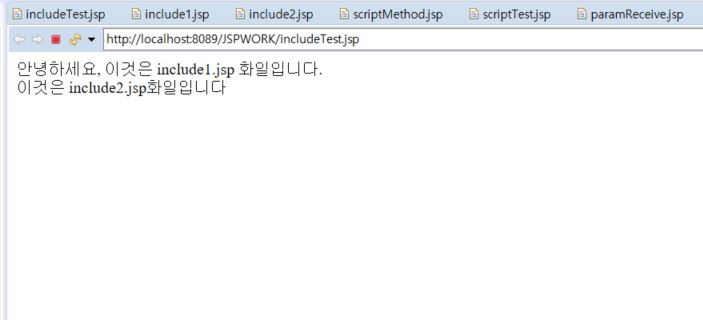 includeTest.jsp include1.jsp include2.jsp scriptMethod.jsp scriptTest.jsp paramReceive.jsp
http://localhost:8089/JSPWORK/includeTest.jsp
안녕하세요, 이것은 include1.jsp 화일입니다.
이것은 include2.jsp화일입니다